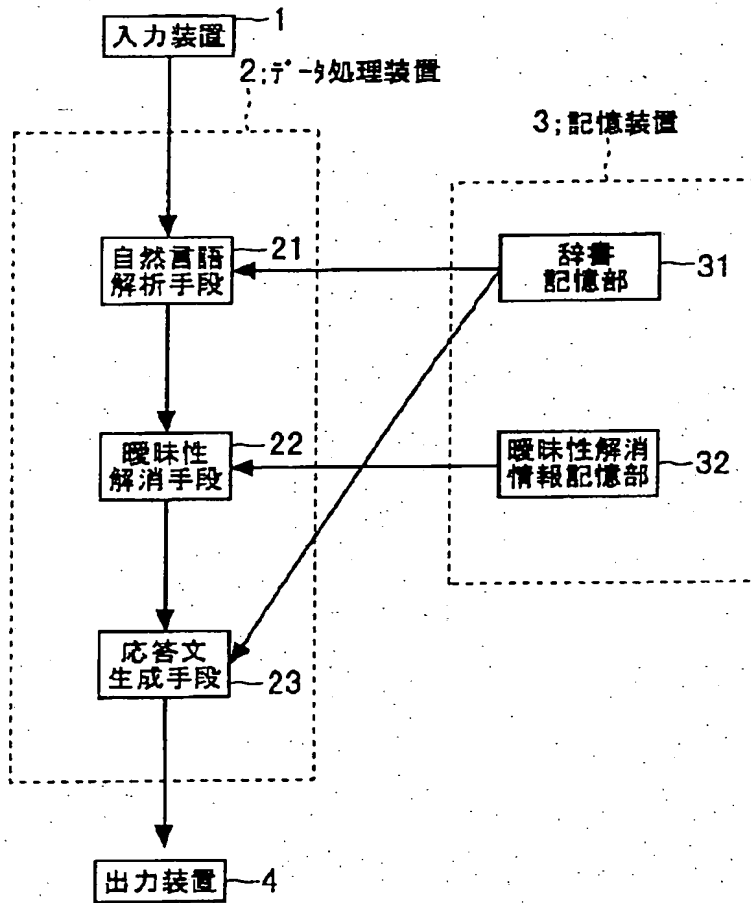 入力装置
1
2;データ処理装置
3;記憶装置
自然言語
解析手段
21
辞書
記憶部
31
曖昧性
解消手段
22
曖昧性解消
情報記憶部
32
応答文
生成手段
23
出力装置
4